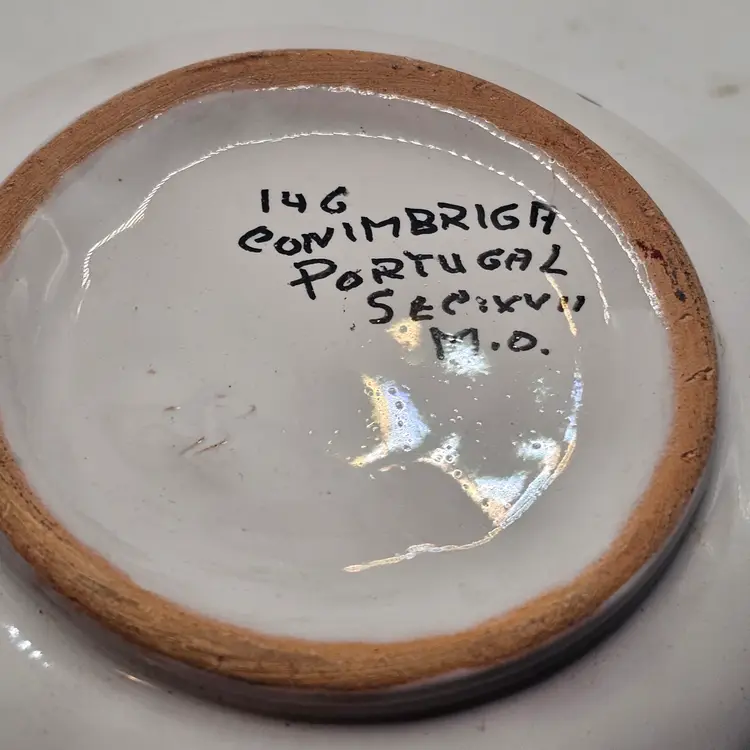 146
CONIMBRIGA
PORTUGAL
SEC:XVII
M.O.